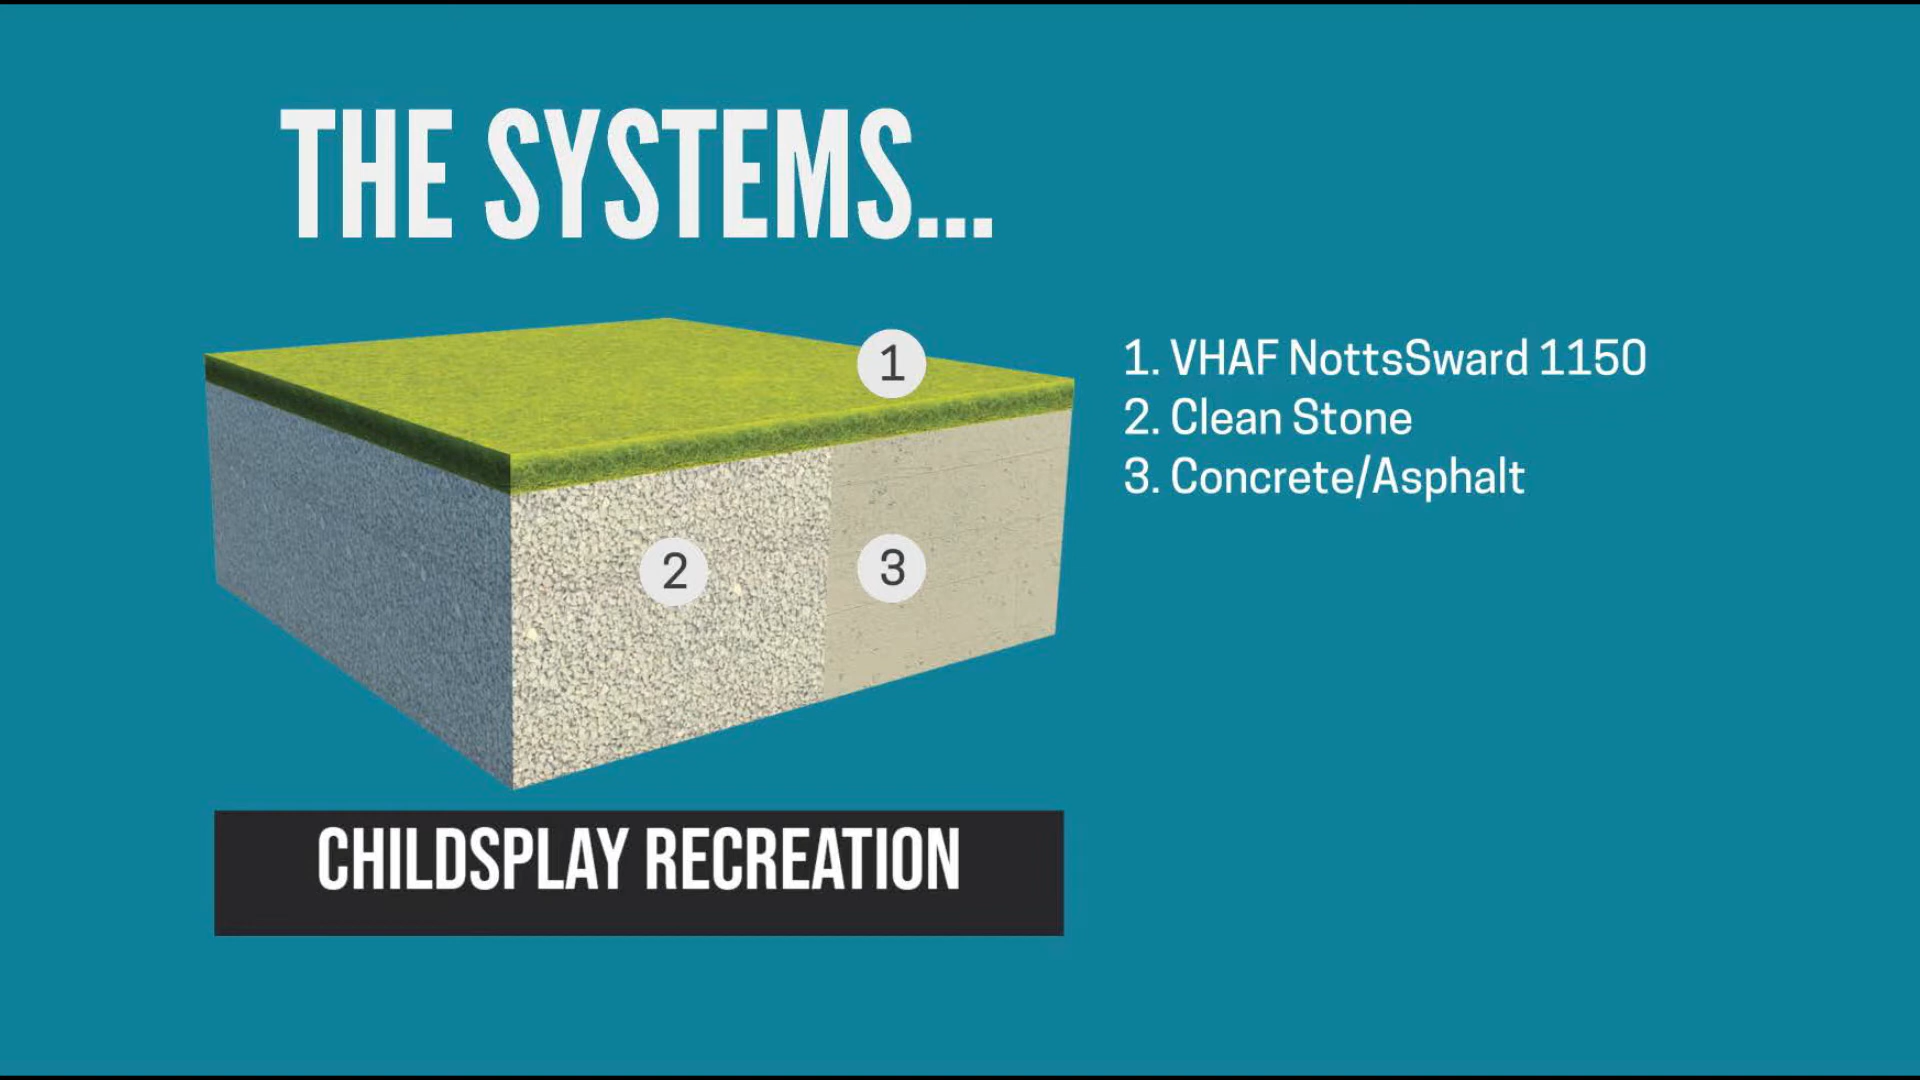 THE SYSTEMS...
1
2
3
1. VHAF NottsSward 1150
2. Clean Stone
3. Concrete/Asphalt
CHILDSPLAY RECREATION